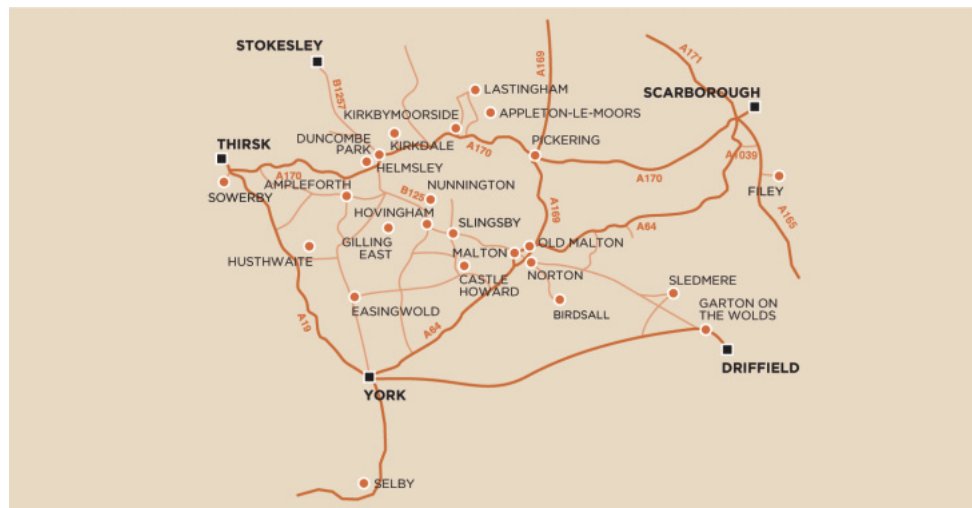 STOKESLEY
A169
A171
LASTINGHAM
SCARBOROUGH
B1257
KIRKBYMOORSIDE
APPLETON-LE-MOORS
DUNCOMBE
PARK
KIRKDALE
PICKERING
THIRSK
A170
A1039
HELMSLEY
A170
A170
SOWERBY
AMPLEFORTH
NUNNINGTON
B125
FILEY
HOVINGHAM
SLINGSBY
A169
A165
A64
GILLING
EAST
OLD MALTON
MALTON
HUSTHWAITE
NORTON
CASTLE
HOWARD
SLEDMERE
EASINGWOLD
BIRDSALL
GARTON ON
THE WOLDS
A19
A64
DRIFFIELD
YORK
SELBY